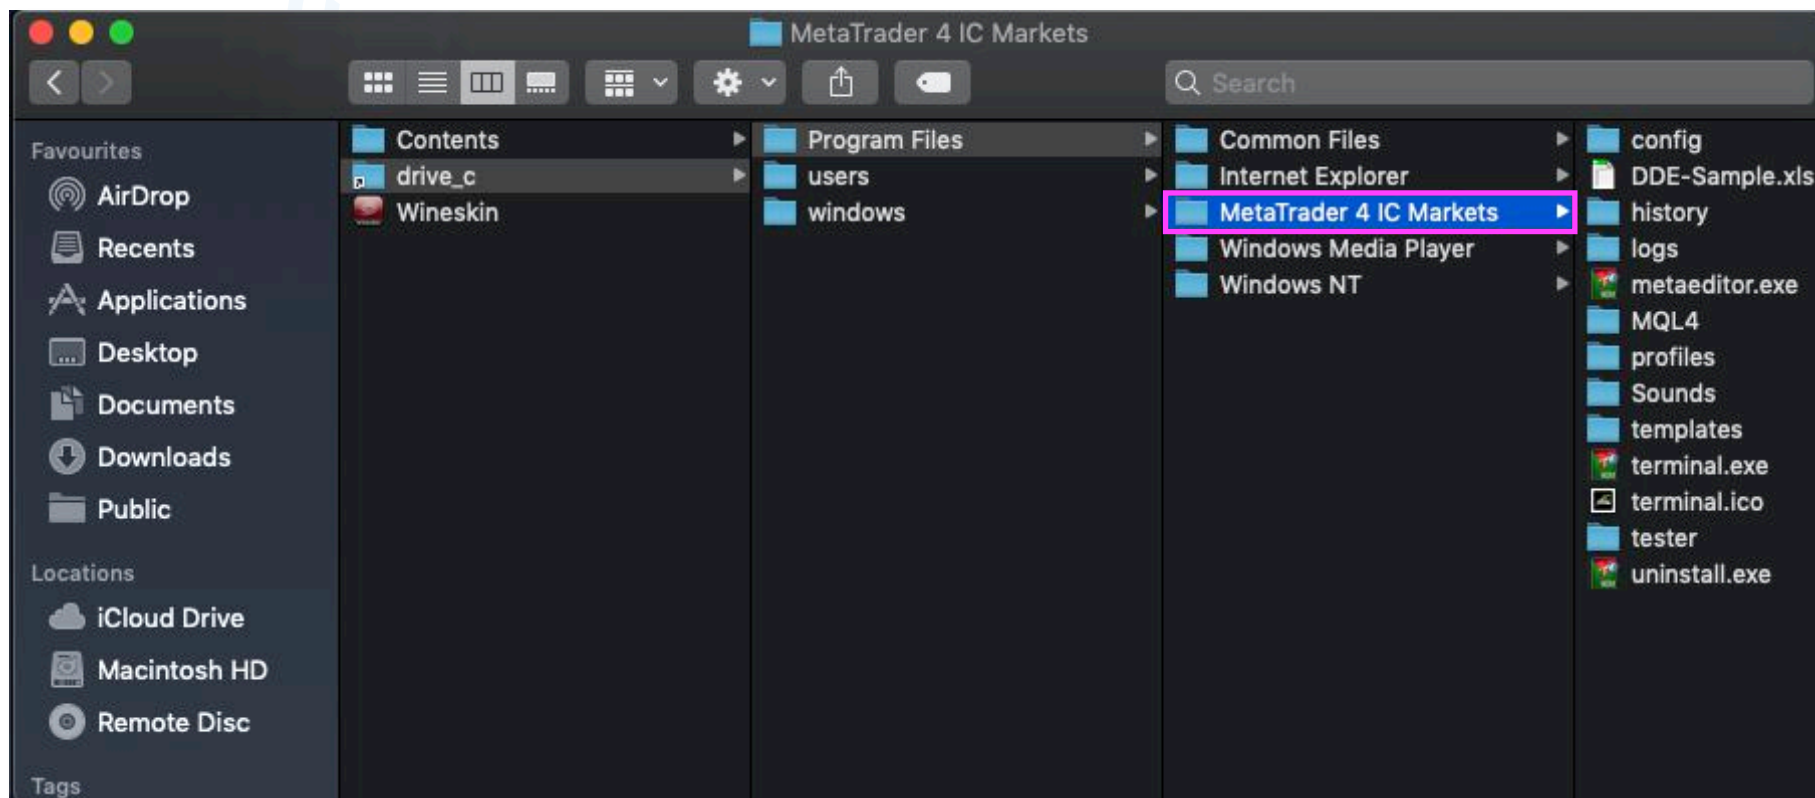 MetaTrader 4 IC Markets
Search
Favourites
AirDrop
Recents
Applications
Desktop
Documents
Downloads
Public
Locations
iCloud Drive
Macintosh HD
Remote Disc
Tags
Contents
drive_c
Wineskin
Program Files
users
windows
Common Files
Internet Explorer
MetaTrader 4 IC Markets
Windows Media Player
Windows NT
config
DDE-Sample.xls
history
logs
metaeditor.exe
MQL4
profiles
Sounds
templates
terminal.exe
terminal.ico
tester
uninstall.exe